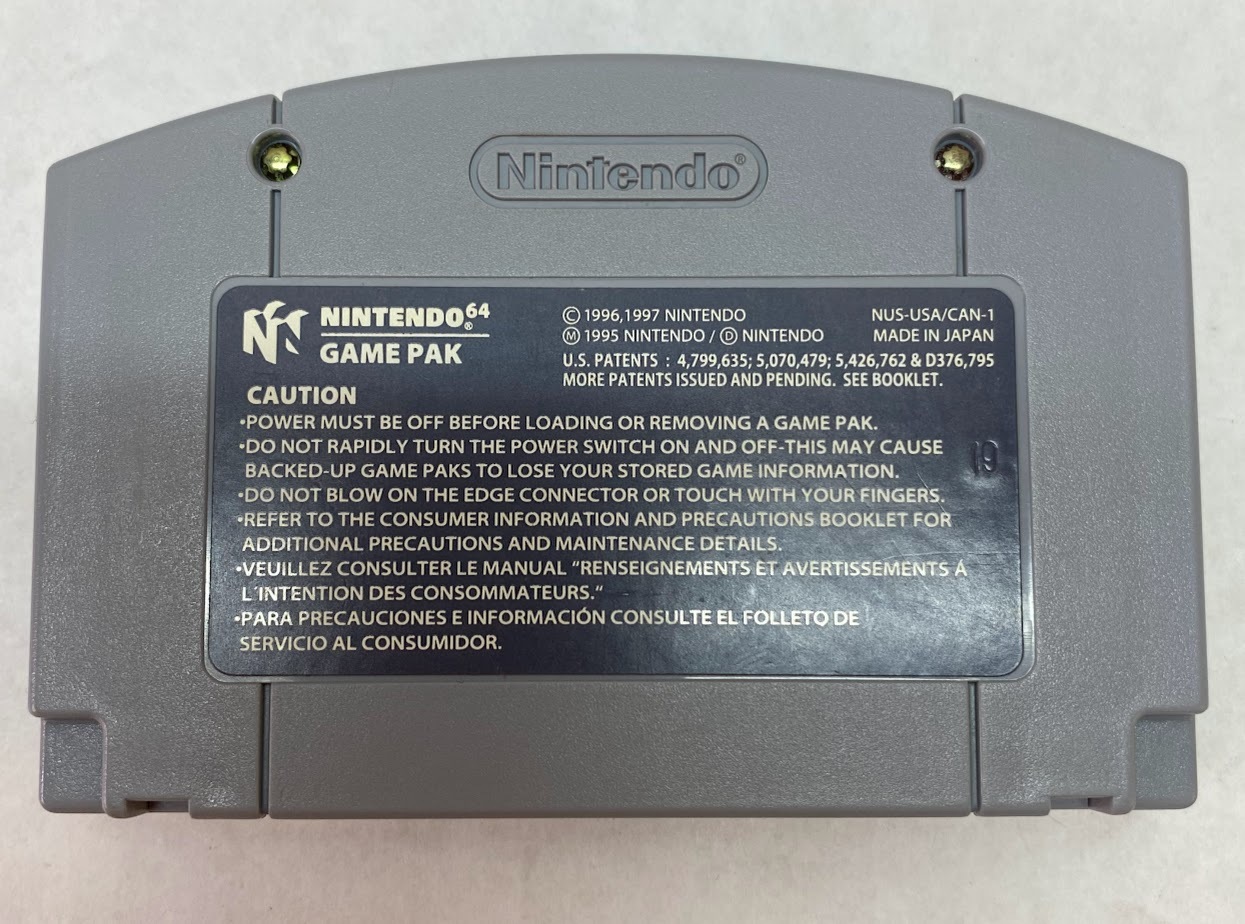 Nintendo®
NINTENDO⁶⁴®
GAME PAK
©1996,1997 NINTENDO
Ⓜ1995 NINTENDO / Ⓓ NINTENDO
NUS-USA/CAN-1
MADE IN JAPAN
U.S. PATENTS : 4,799,635; 5,070,479; 5,426,762 & D376,795
MORE PATENTS ISSUED AND PENDING. SEE BOOKLET.
CAUTION
•POWER MUST BE OFF BEFORE LOADING OR REMOVING A GAME PAK.
•DO NOT RAPIDLY TURN THE POWER SWITCH ON AND OFF-THIS MAY CAUSE
BACKED-UP GAME PAKS TO LOSE YOUR STORED GAME INFORMATION.
•DO NOT BLOW ON THE EDGE CONNECTOR OR TOUCH WITH YOUR FINGERS.
•REFER TO THE CONSUMER INFORMATION AND PRECAUTIONS BOOKLET FOR
ADDITIONAL PRECAUTIONS AND MAINTENANCE DETAILS.
•VEUILLEZ CONSULTER LE MANUAL "RENSEIGNEMENTS ET AVERTISSEMENTS Á
L'INTENTION DES CONSOMMATEURS."
•PARA PRECAUCIONES E INFORMACIÓN CONSULTE EL FOLLETO DE
SERVICIO AL CONSUMIDOR.
19